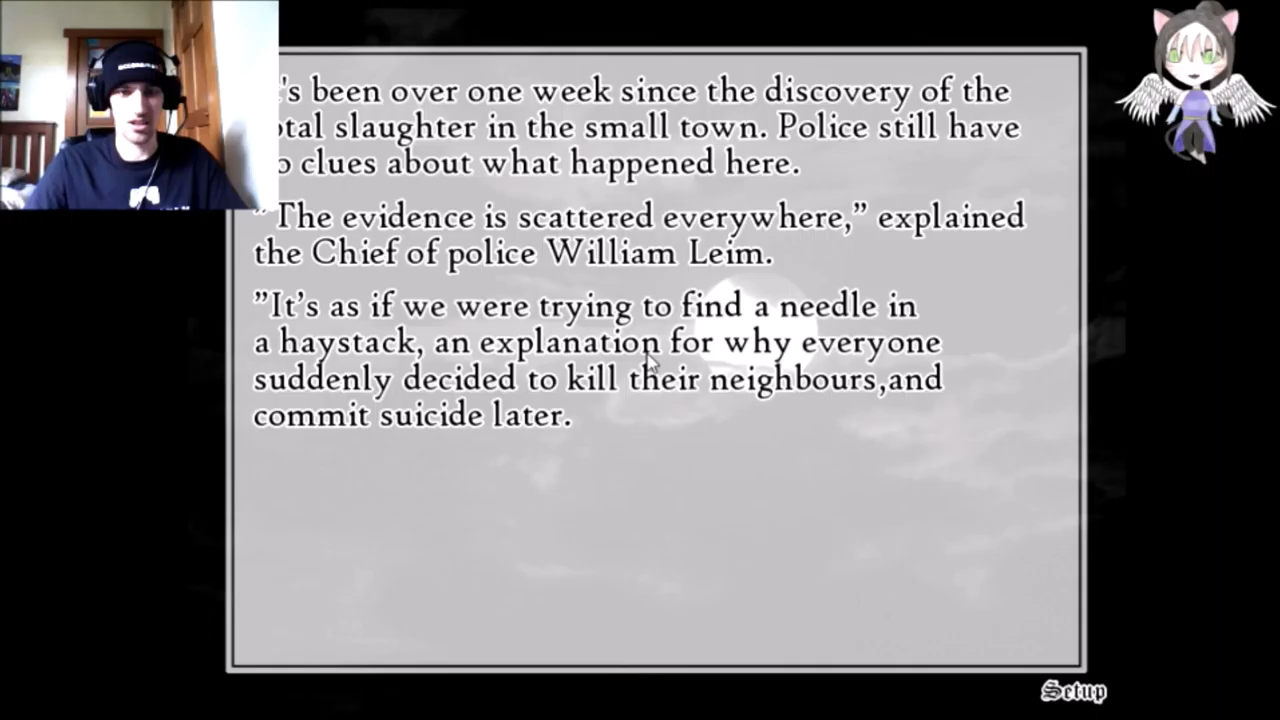 's been over one week since the discovery of the
tal slaughter in the small town. Police still have
o clues about what happened here.
"The evidence is scattered everywhere,” explained
the Chief of police William Leim.
”It’s as if we were trying to find a needle in
a haystack, an explanation for why everyone
suddenly decided to kill their neighbours,and
commit suicide later.
Setup